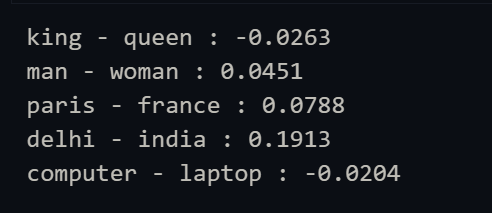 king - queen : -0.0263
man - woman : 0.0451
paris - france : 0.0788
delhi - india : 0.1913
computer - laptop : -0.0204